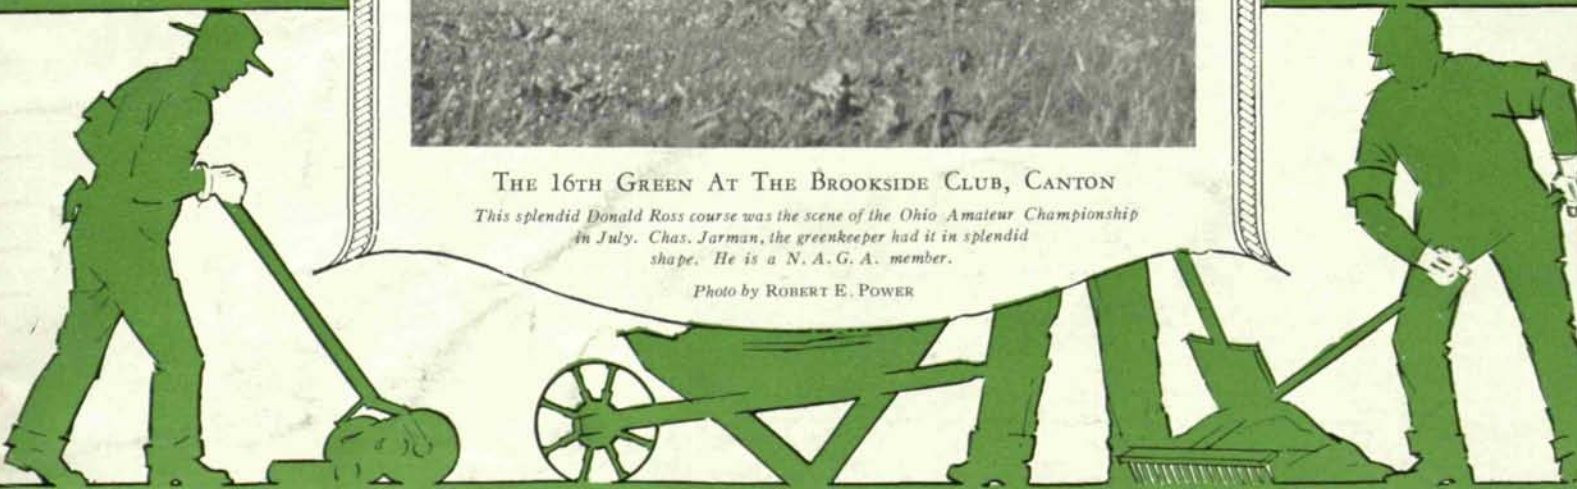 The 16th Green At The Brookside Club, Canton
This splendid Donald Ross course was the scene of the Ohio Amateur Championship
in July. Chas. Jarman, the greenkeeper had it in splendid
shape. He is a N. A. G. A. member.
Photo by Robert E. Power